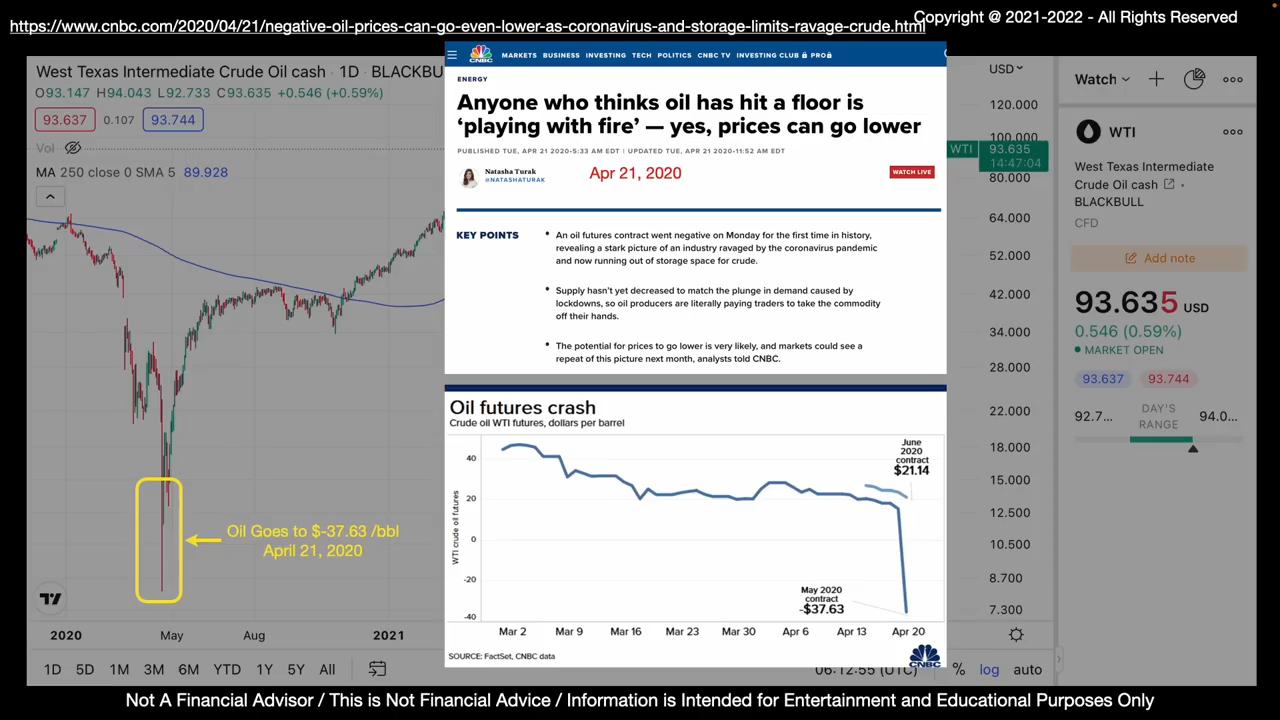 https://www.cnbc.com/2020/04/21/negative-oil-prices-can-go-even-lower-as-coronavirus-and-storage-limits-ravage-crude.html
Copyright @ 2021-2022 - All Rights Reserved
West Texas Intermediate Crude Oil cash · 1D · BLACKBU
O93.147 H94.043 L92.733 C93.635 +0.546 (+0.59%)
93.637 0.107 93.744
Vol
MA 250 close 0 SMA 5 89.928
CNBC
MARKETS BUSINESS INVESTING TECH POLITICS CNBC TV INVESTING CLUB PRO
ENERGY
Anyone who thinks oil has hit a floor is
‘playing with fire’ — yes, prices can go lower
PUBLISHED TUE, APR 21 2020-5:33 AM EDT | UPDATED TUE, APR 21 2020-11:52 AM EDT
Natasha Turak
@NATASHATURAK
Apr 21, 2020
WATCH LIVE
KEY POINTS
• An oil futures contract went negative on Monday for the first time in history,
revealing a stark picture of an industry ravaged by the coronavirus pandemic
and now running out of storage space for crude.
• Supply hasn’t yet decreased to match the plunge in demand caused by
lockdowns, so oil producers are literally paying traders to take the commodity
off their hands.
• The potential for prices to go lower is very likely, and markets could see a
repeat of this picture next month, analysts told CNBC.
Oil futures crash
Crude oil WTI futures, dollars per barrel
WTI crude oil futures
40
20
0
-20
-40
June
2020
contract
$21.14
May 2020
contract
-$37.63
Mar 2 Mar 9 Mar 16 Mar 23 Mar 30 Apr 6 Apr 13 Apr 20
SOURCE: FactSet, CNBC data
CNBC
Oil Goes to $-37.63 /bbl
April 21, 2020
2020 May Aug 2021
1D 5D 1M 3M 6M YTD 1Y 5Y All
06:12:55 (UTC) % log auto
USD
120.000
100.000
WTI 93.635
14:47:04
80.000
64.000
52.000
42.000
34.000
28.000
22.000
18.000
15.000
12.500
10.500
8.700
7.300
Watch
WTI
West Texas Intermediate
Crude Oil cash ·
BLACKBULL
CFD
Add note
93.635 USD
0.546 (0.59%)
• MARKET OPEN
93.637 93.744
92.7... DAY'S
RANGE 94.0...
Not A Financial Advisor / This is Not Financial Advice / Information is Intended for Entertainment and Educational Purposes Only